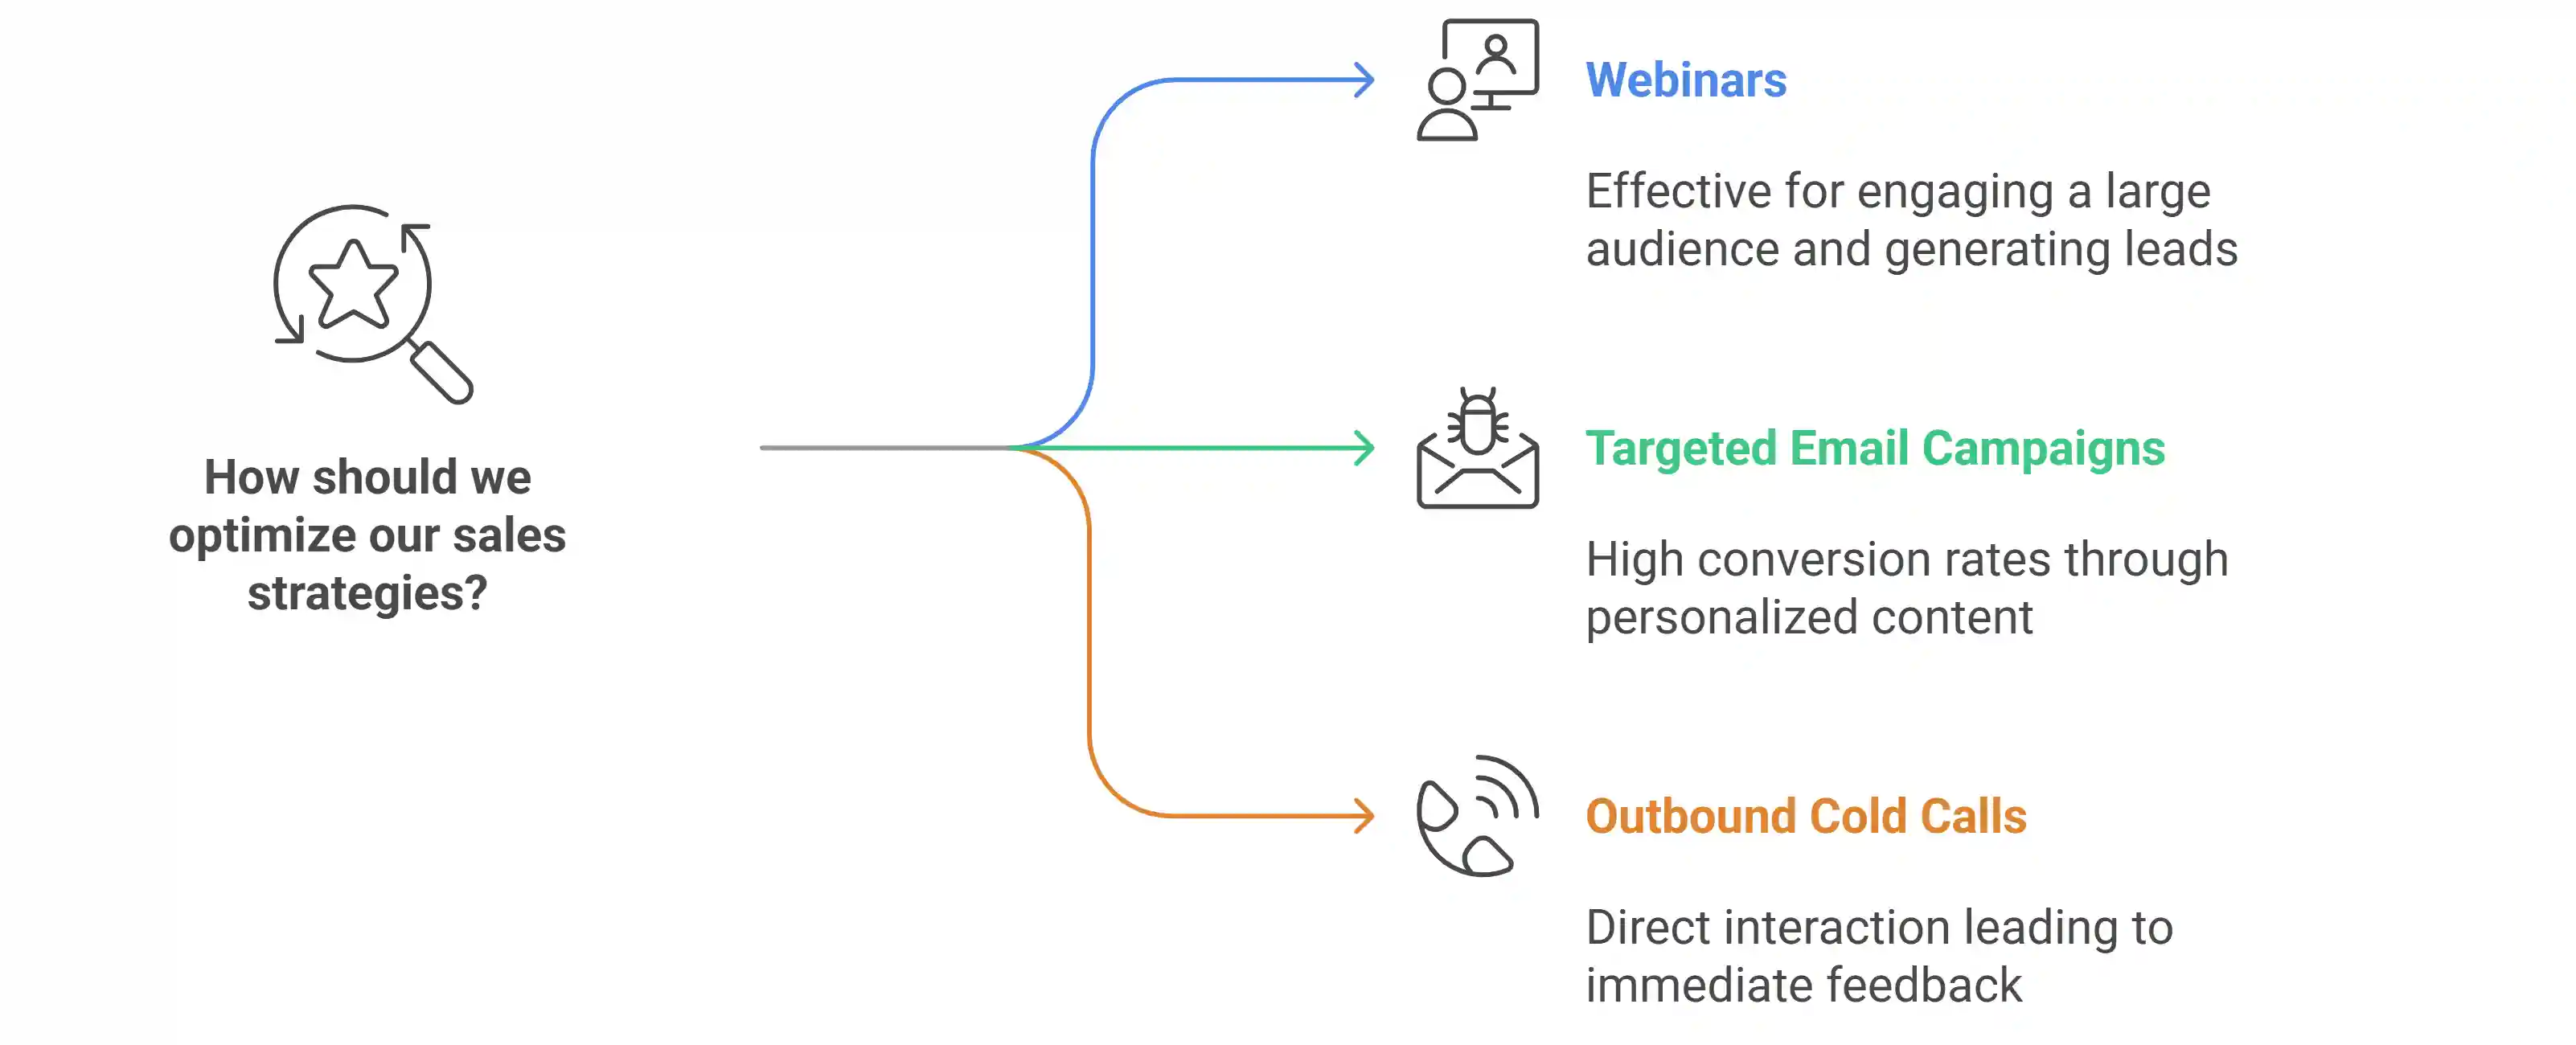 How should we
optimize our sales
strategies?
Webinars
Effective for engaging a large
audience and generating leads
Targeted Email Campaigns
High conversion rates through
personalized content
Outbound Cold Calls
Direct interaction leading to
immediate feedback